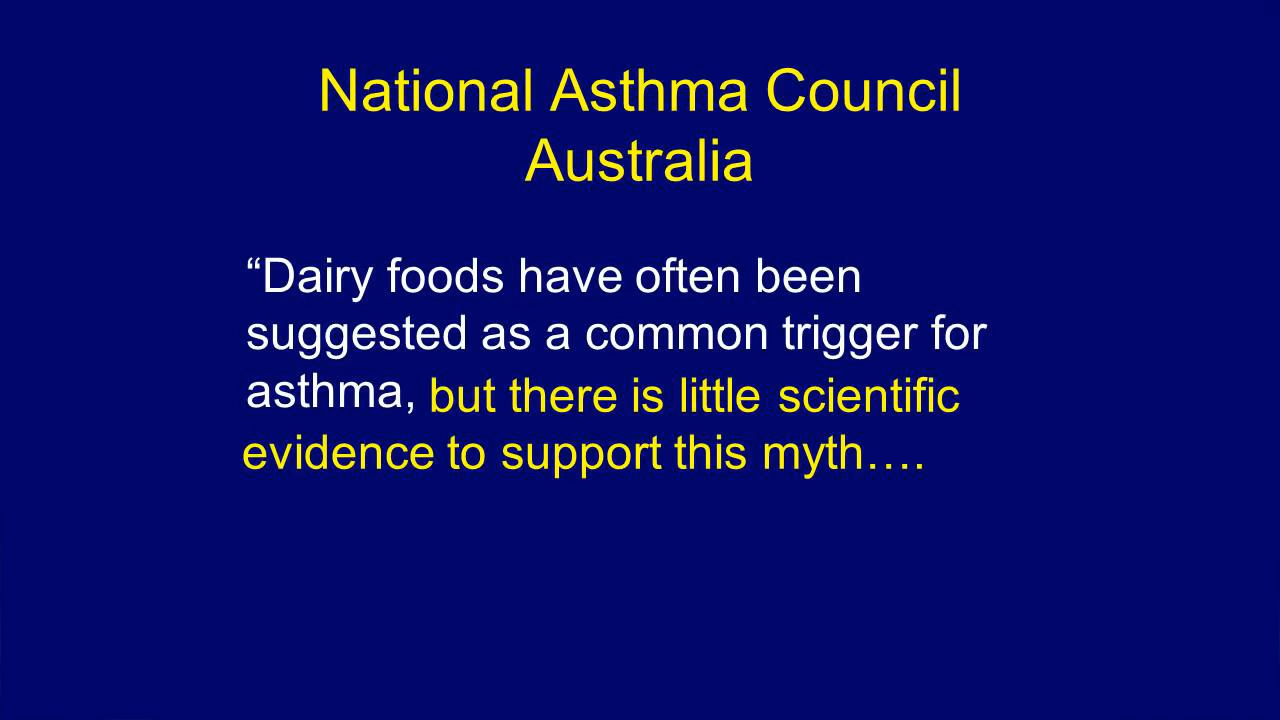 National Asthma Council
Australia
“Dairy foods have often been
suggested as a common trigger for
asthma, but there is little scientific
evidence to support this myth….